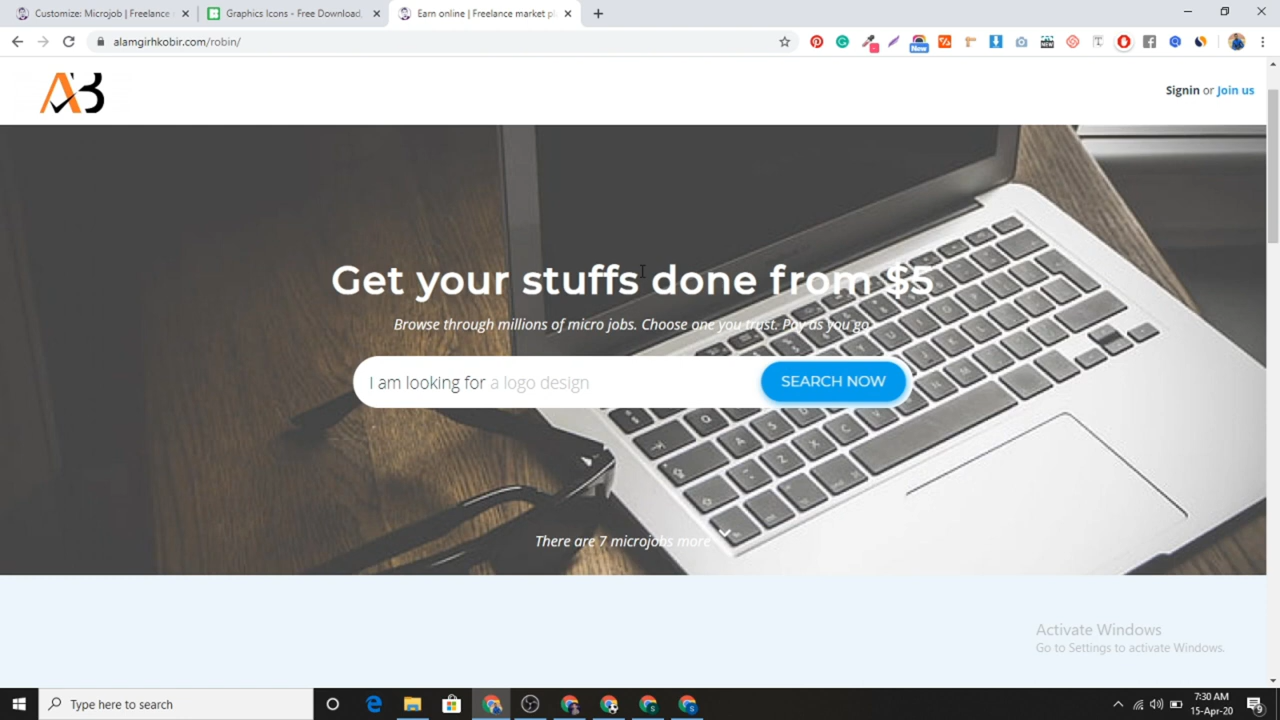 Customize: Microjob | Freelance
Graphics Icons - Free Download,
Earn online | Freelance market pl
alamgirhkobir.com/robin/
New
NEW
Signin or Join us
Get your stuffs done from $5
Browse through millions of micro jobs. Choose one you trust. Pay as you go.
I am looking for a logo design
SEARCH NOW
There are 7 microjobs more
Activate Windows
Go to Settings to activate Windows.
Type here to search
7:30 AM
15-Apr-20
9